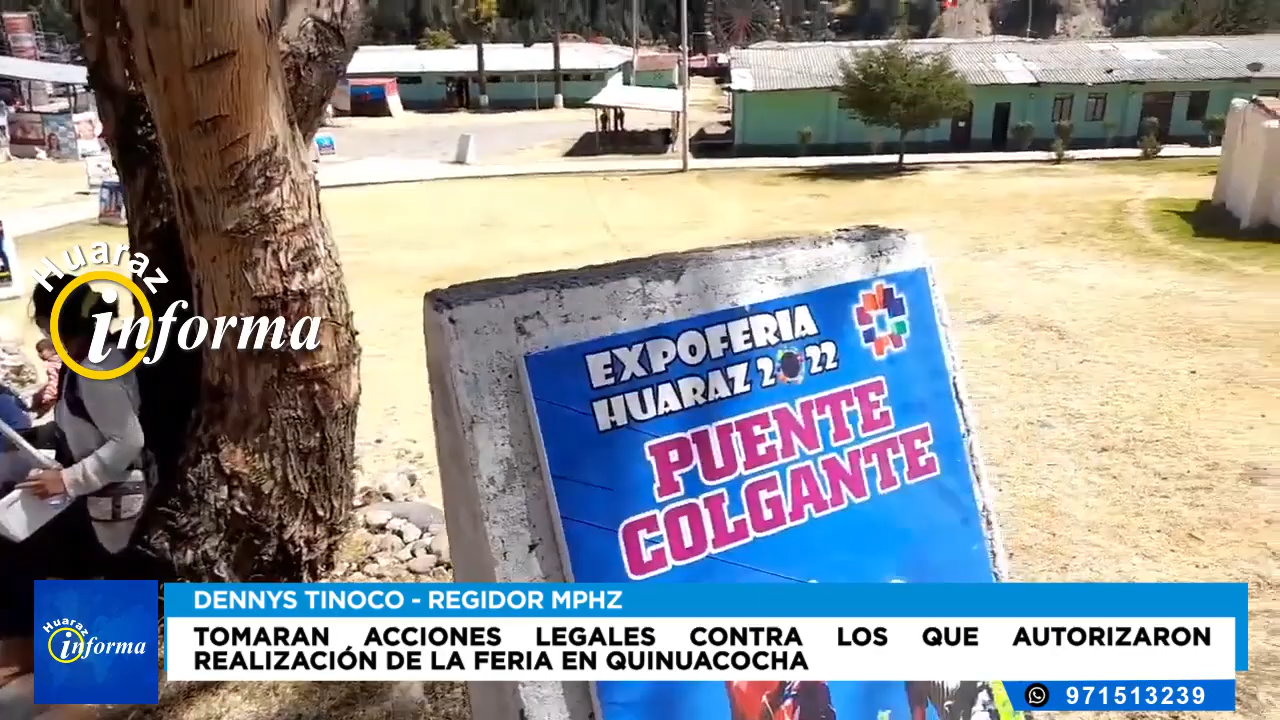 Huaraz
informa
EXPOFERIA
HUARAZ 2022
PUENTE
COLGANTE
Huaraz
informa
DENNYS TINOCO - REGIDOR MPHZ
TOMARAN ACCIONES LEGALES CONTRA LOS QUE AUTORIZARON
REALIZACIÓN DE LA FERIA EN QUINUACOCHA
971513239